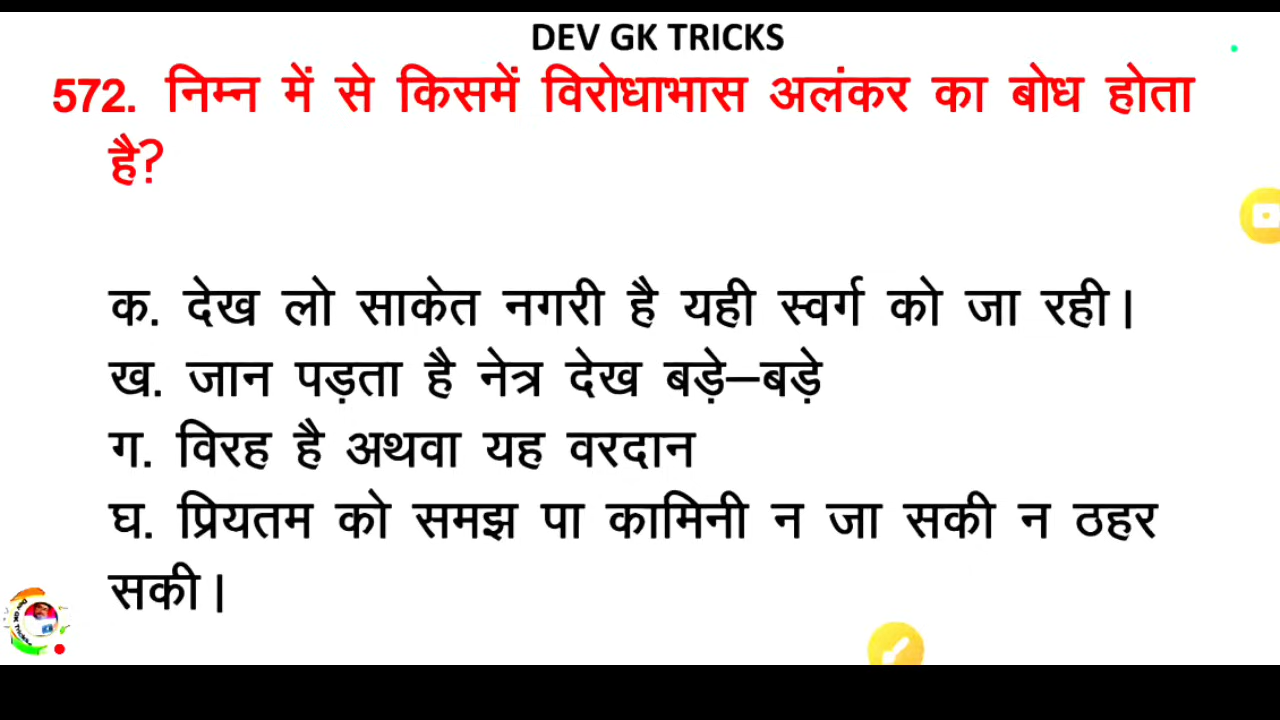 DEV GK TRICKS
572. निम्न में से किसमें विरोधाभास अलंकर का बोध होता
है?
क. देख लो साकेत नगरी है यही स्वर्ग को जा रही।
ख. जान पड़ता है नेत्र देख बड़े–बड़े
ग. विरह है अथवा यह वरदान
घ. प्रियतम को समझ पा कामिनी न जा सकी न ठहर
सकी।